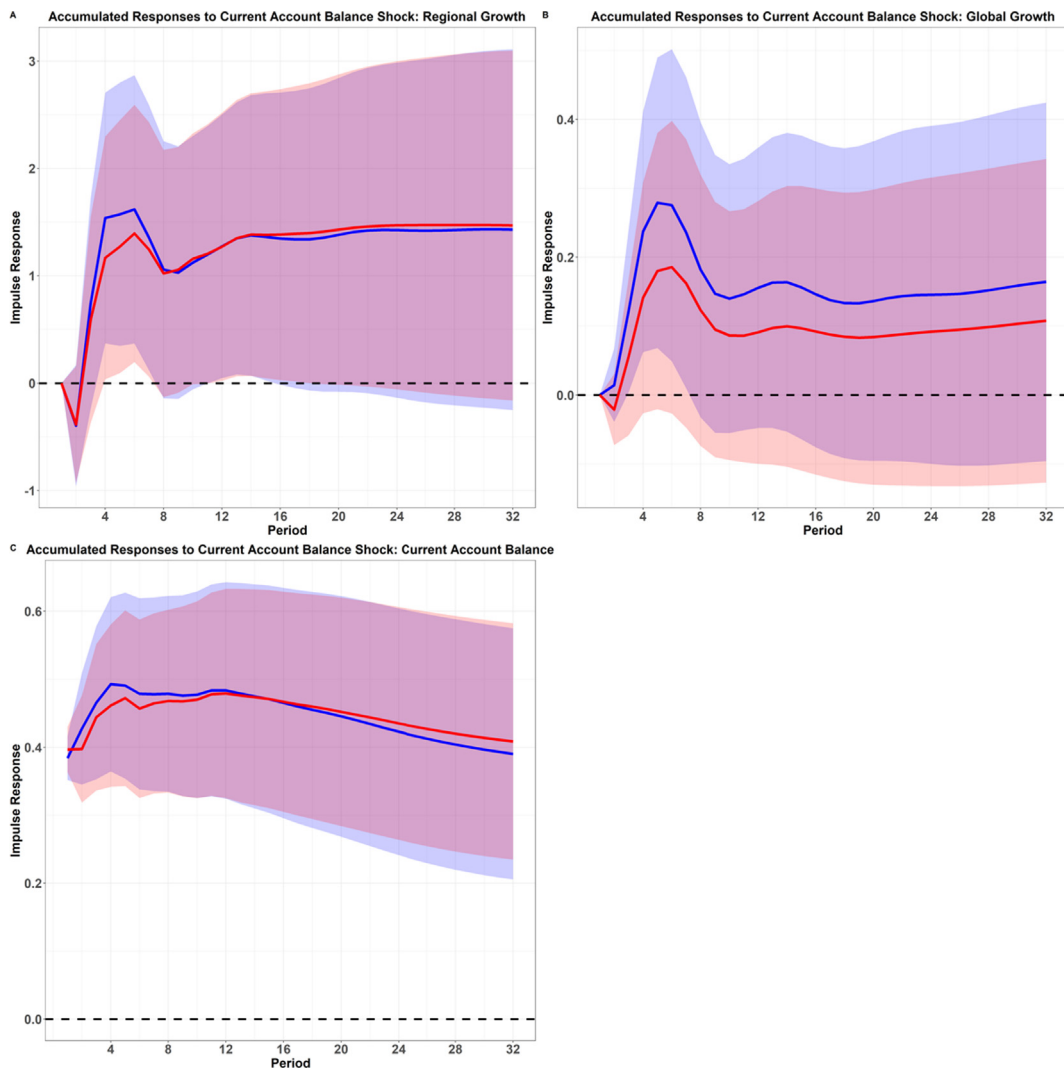 A Accumulated Responses to Current Account Balance Shock: Regional Growth
Impulse Response
3
2
1
0
-1
4 8 12 16 20 24 28 32
Period
B Accumulated Responses to Current Account Balance Shock: Global Growth
Impulse Response
0.4
0.2
0.0
4 8 12 16 20 24 28 32
Period
C Accumulated Responses to Current Account Balance Shock: Current Account Balance
Impulse Response
0.6
0.4
0.2
0.0
4 8 12 16 20 24 28 32
Period